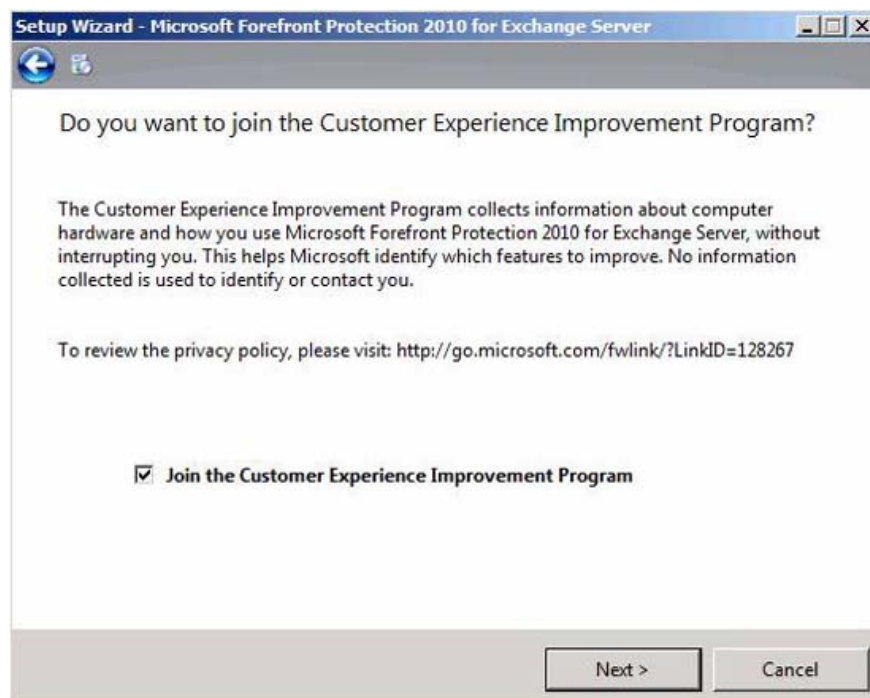 Setup Wizard - Microsoft Forefront Protection 2010 for Exchange Server
Do you want to join the Customer Experience Improvement Program?
The Customer Experience Improvement Program collects information about computer
hardware and how you use Microsoft Forefront Protection 2010 for Exchange Server, without
interrupting you. This helps Microsoft identify which features to improve. No information
collected is used to identify or contact you.
To review the privacy policy, please visit: http://go.microsoft.com/fwlink/?LinkID=128267
Join the Customer Experience Improvement Program
Next >
Cancel